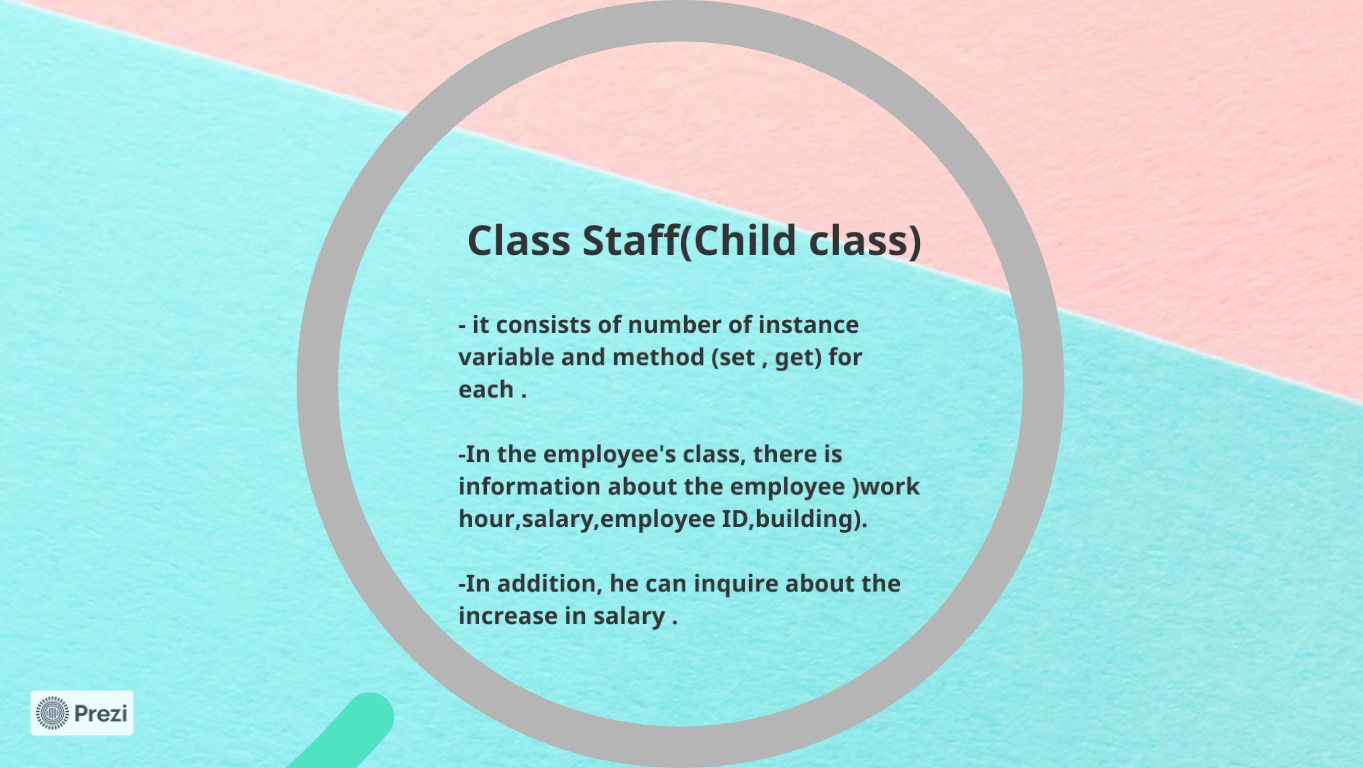 Class Staff(Child class)
- it consists of number of instance
variable and method (set , get) for
each .
-In the employee's class, there is
information about the employee )work
hour,salary,employee ID,building).
-In addition, he can inquire about the
increase in salary .
Prezi